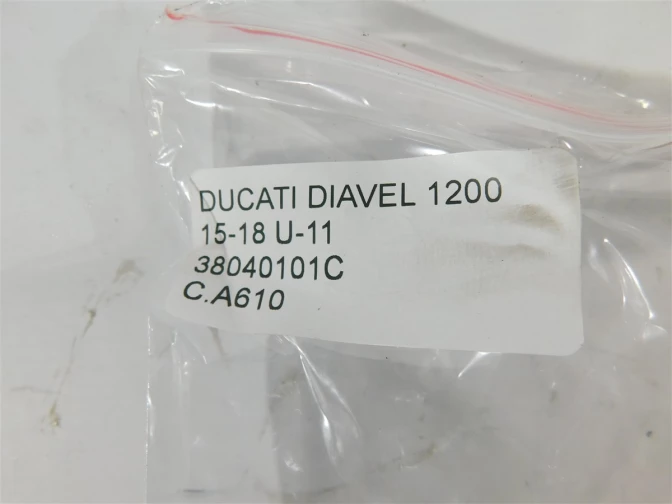 DUCATI DIAVEL 1200
15-18 U-11
38040101C
C.A610